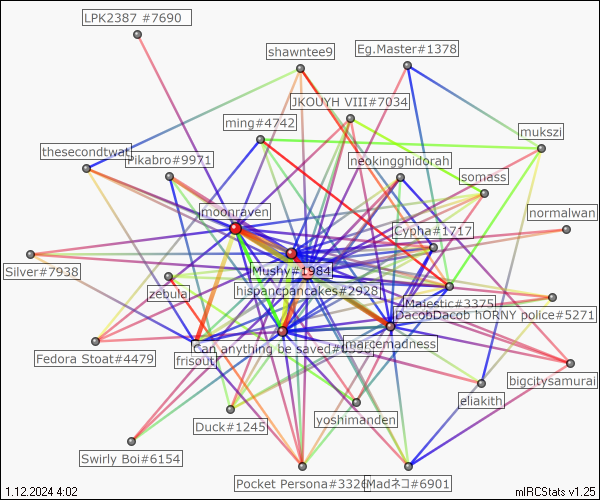 LPK2387 #7690
shawntee9
Eg.Master#1378
JKOUYH VIII#7034
ming#4742
mukszi
thesecondtwat
Pikabro#9971
neokingghidorah
somass
moonraven
normalwan
Cypha#1717
Silver#7938
Mushy#1984
hispancpancakes#2928
zebula
Majestic#3375
DacobDacob hORNY police#5271
Can anything be saved
marcemadness
Fedora Stoat#4479
frisout
bigcitysamurai
eliakith
yoshimanden
Duck#1245
Swirly Boi#6154
Pocket Persona#3326
Madネコ#6901
1.12.2024 4:02
mIRCStats v1.25